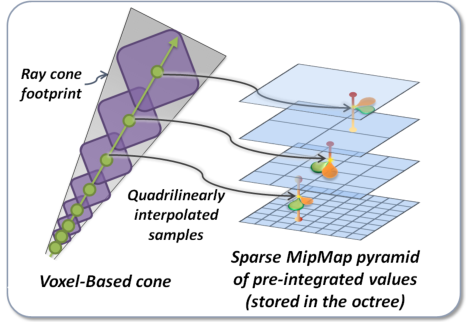 Ray cone
footprint
Quadrilinearly
interpolated
samples
Voxel-Based cone
Sparse MipMap pyramid
of pre-integrated values
(stored in the octree)